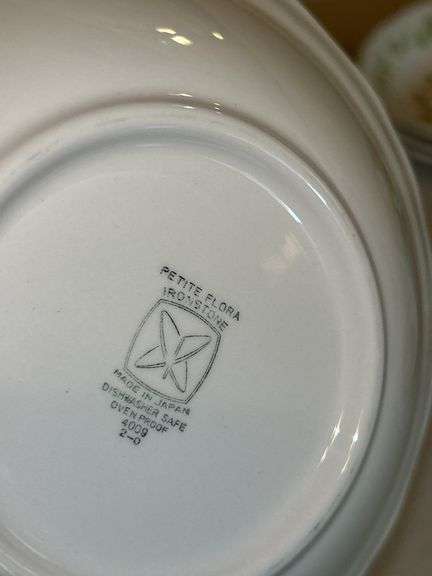 PETITE FLORA
IRONSTONE
MADE IN JAPAN
DISHWASHER SAFE
OVEN-PROOF
4009
2-0